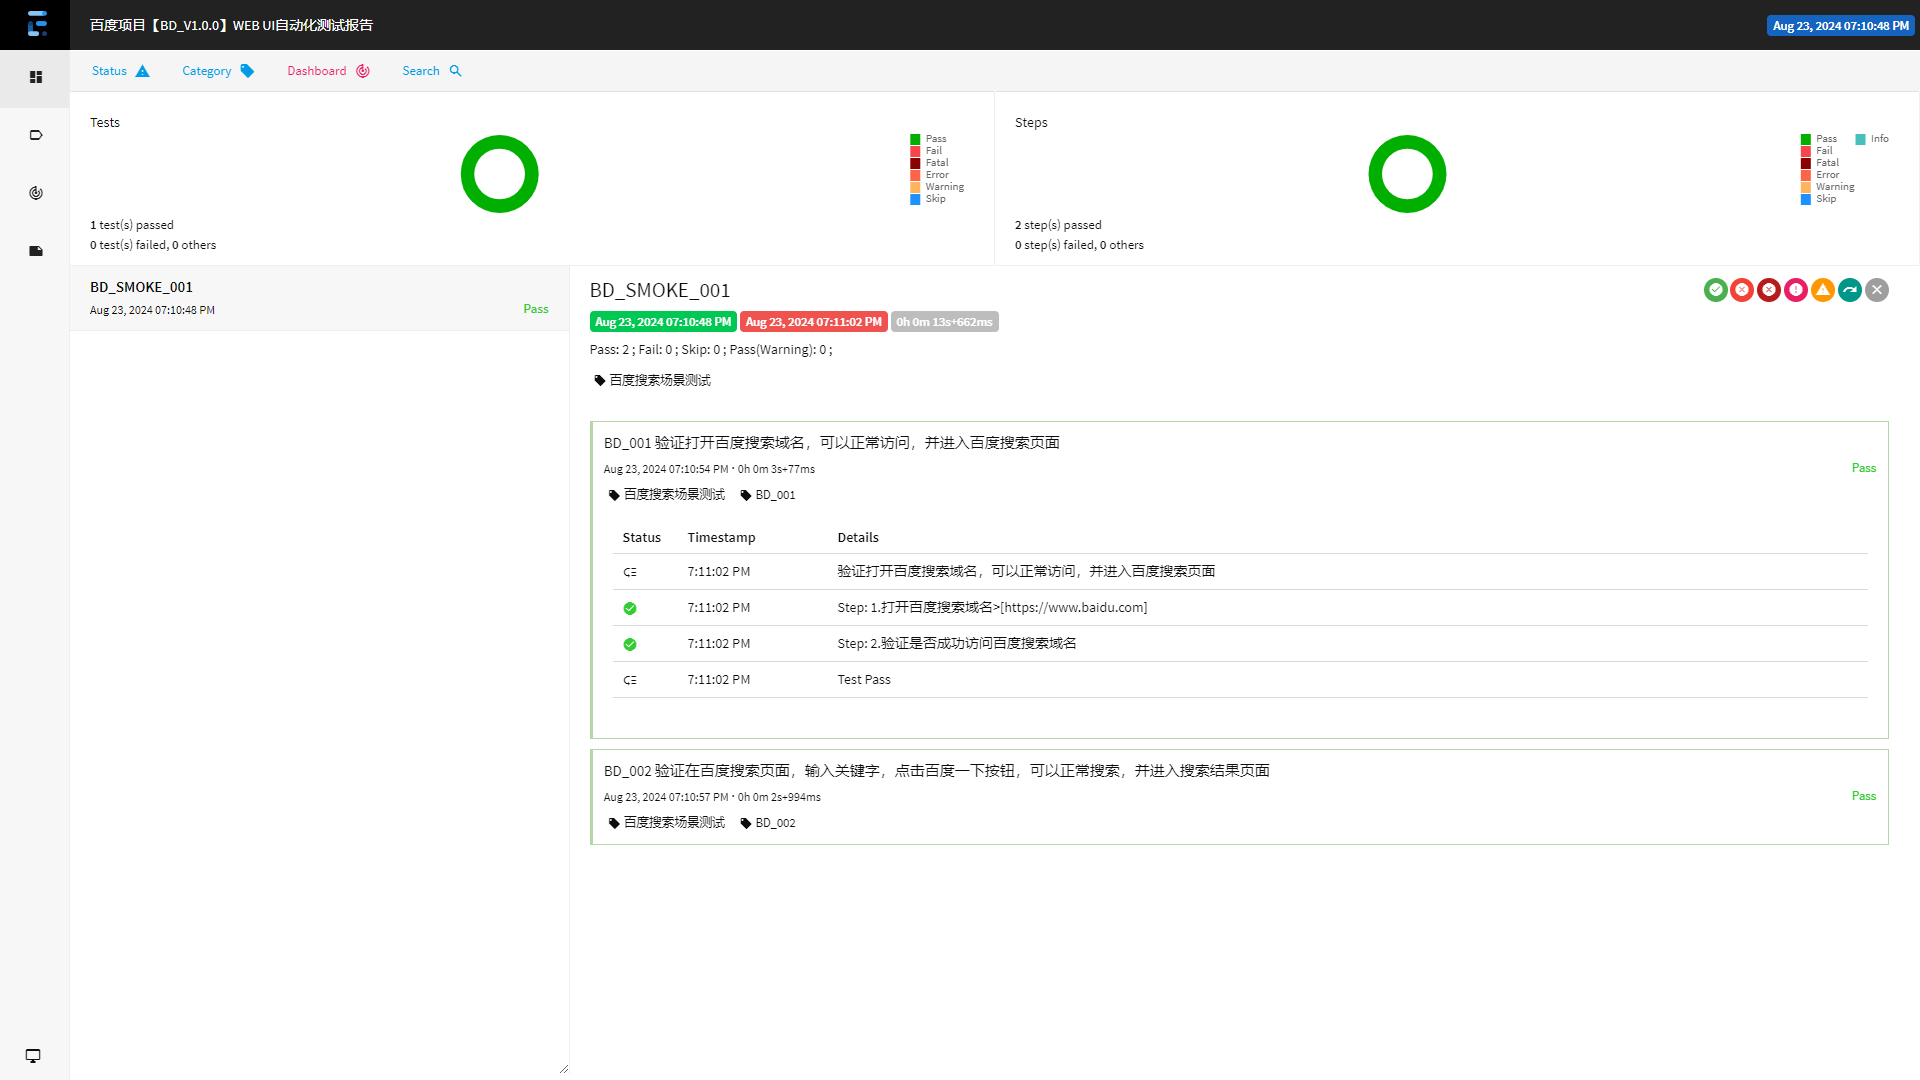 百度项目【BD_V1.0.0】WEB UI自动化测试报告
Aug 23, 2024 07:10:48 PM
Status
Category
Dashboard
Search
Tests
Pass
Fail
Fatal
Error
Warning
Skip
1 test(s) passed
0 test(s) failed, 0 others
Steps
Pass
Info
Fail
Fatal
Error
Warning
Skip
2 step(s) passed
0 step(s) failed, 0 others
BD_SMOKE_001
Aug 23, 2024 07:10:48 PM
Pass
BD_SMOKE_001
Aug 23, 2024 07:10:48 PM Aug 23, 2024 07:11:02 PM 0h 0m 13s+662ms
Pass: 2 ; Fail: 0 ; Skip: 0 ; Pass(Warning): 0 ;
百度搜索场景测试
BD_001 验证打开百度搜索域名，可以正常访问，并进入百度搜索页面
Aug 23, 2024 07:10:54 PM · 0h 0m 3s+77ms
Pass
百度搜索场景测试 BD_001
Status Timestamp Details
7:11:02 PM 验证打开百度搜索域名，可以正常访问，并进入百度搜索页面
7:11:02 PM Step: 1.打开百度搜索域名>[https://www.baidu.com]
7:11:02 PM Step: 2.验证是否成功访问百度搜索域名
7:11:02 PM Test Pass
BD_002 验证在百度搜索页面，输入关键字，点击百度一下按钮，可以正常搜索，并进入搜索结果页面
Aug 23, 2024 07:10:57 PM · 0h 0m 2s+994ms
Pass
百度搜索场景测试 BD_002